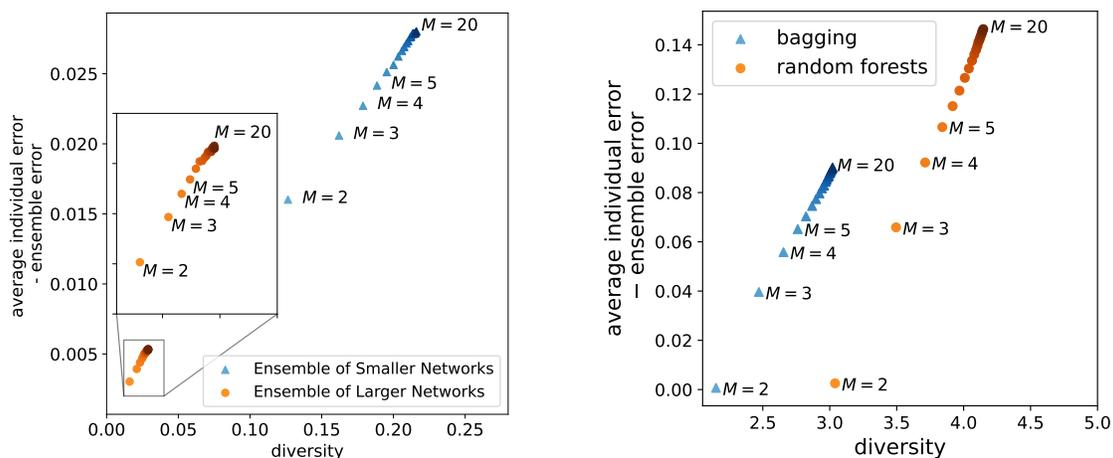 average individual error
- ensemble error
0.025
0.020
0.015
0.010
0.005
M = 20
M = 5
M = 4
M = 3
M = 2
M = 20
M = 5
M = 4
M = 3
M = 2
Ensemble of Smaller Networks
Ensemble of Larger Networks
0.00 0.05 0.10 0.15 0.20 0.25
diversity
average individual error
− ensemble error
0.14
0.12
0.10
0.08
0.06
0.04
0.02
0.00
bagging
random forests
M = 20
M = 5
M = 4
M = 3
M = 2
M = 20
M = 5
M = 4
M = 3
M = 2
2.5 3.0 3.5 4.0 4.5 5.0
diversity